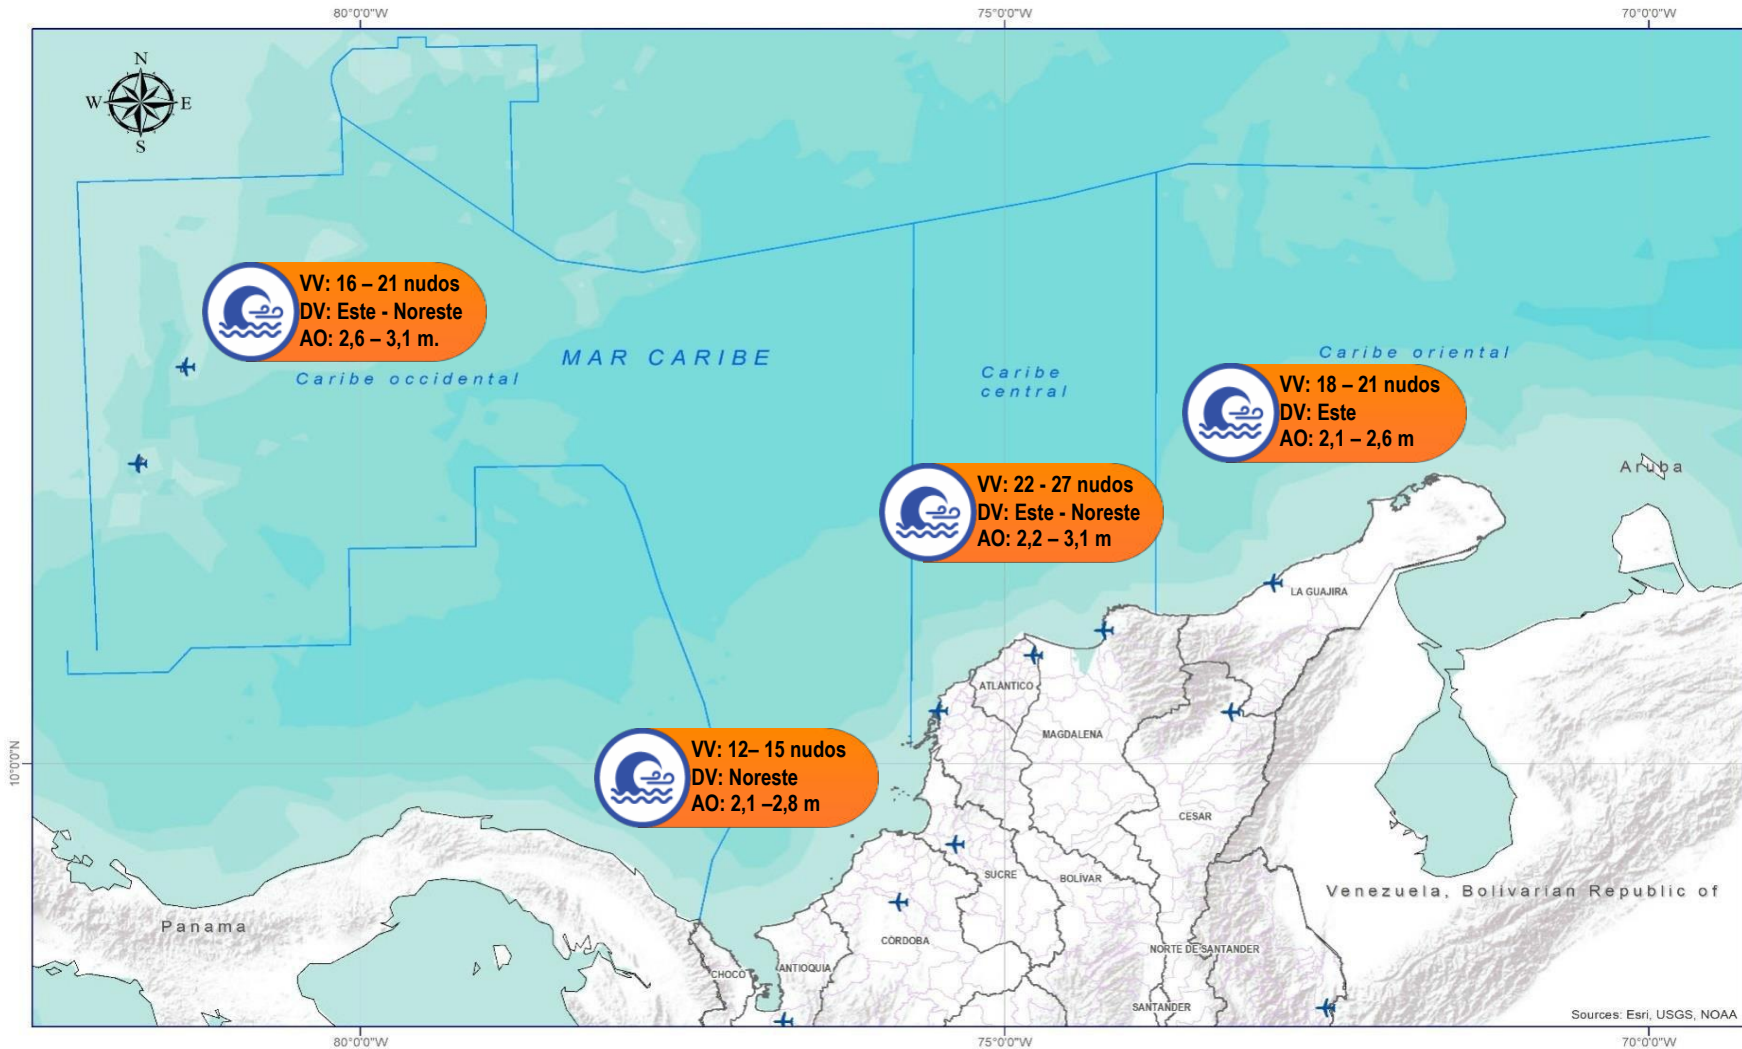 80°0'0"W
75°0'0"W
70°0'0"W
N
W
E
S
VV: 16 – 21 nudos
DV: Este - Noreste
AO: 2,6 – 3,1 m.
MAR CARIBE
Caribe occidental
Caribe
central
Caribe oriental
VV: 18 – 21 nudos
DV: Este
AO: 2,1 – 2,6 m
Aruba
VV: 22 - 27 nudos
DV: Este - Noreste
AO: 2,2 – 3,1 m
LA GUAJIRA
ATLÁNTICO
MAGDALENA
10°0'0"N
VV: 12– 15 nudos
DV: Noreste
AO: 2,1 –2,8 m
CESAR
SUCRE
BOLÍVAR
Venezuela, Bolivarian Republic of
Panama
CÓRDOBA
NORTE DE SANTANDER
CHOCÓ
ANTIOQUIA
SANTANDER
Sources: Esri, USGS, NOAA
80°0'0"W
75°0'0"W
70°0'0"W